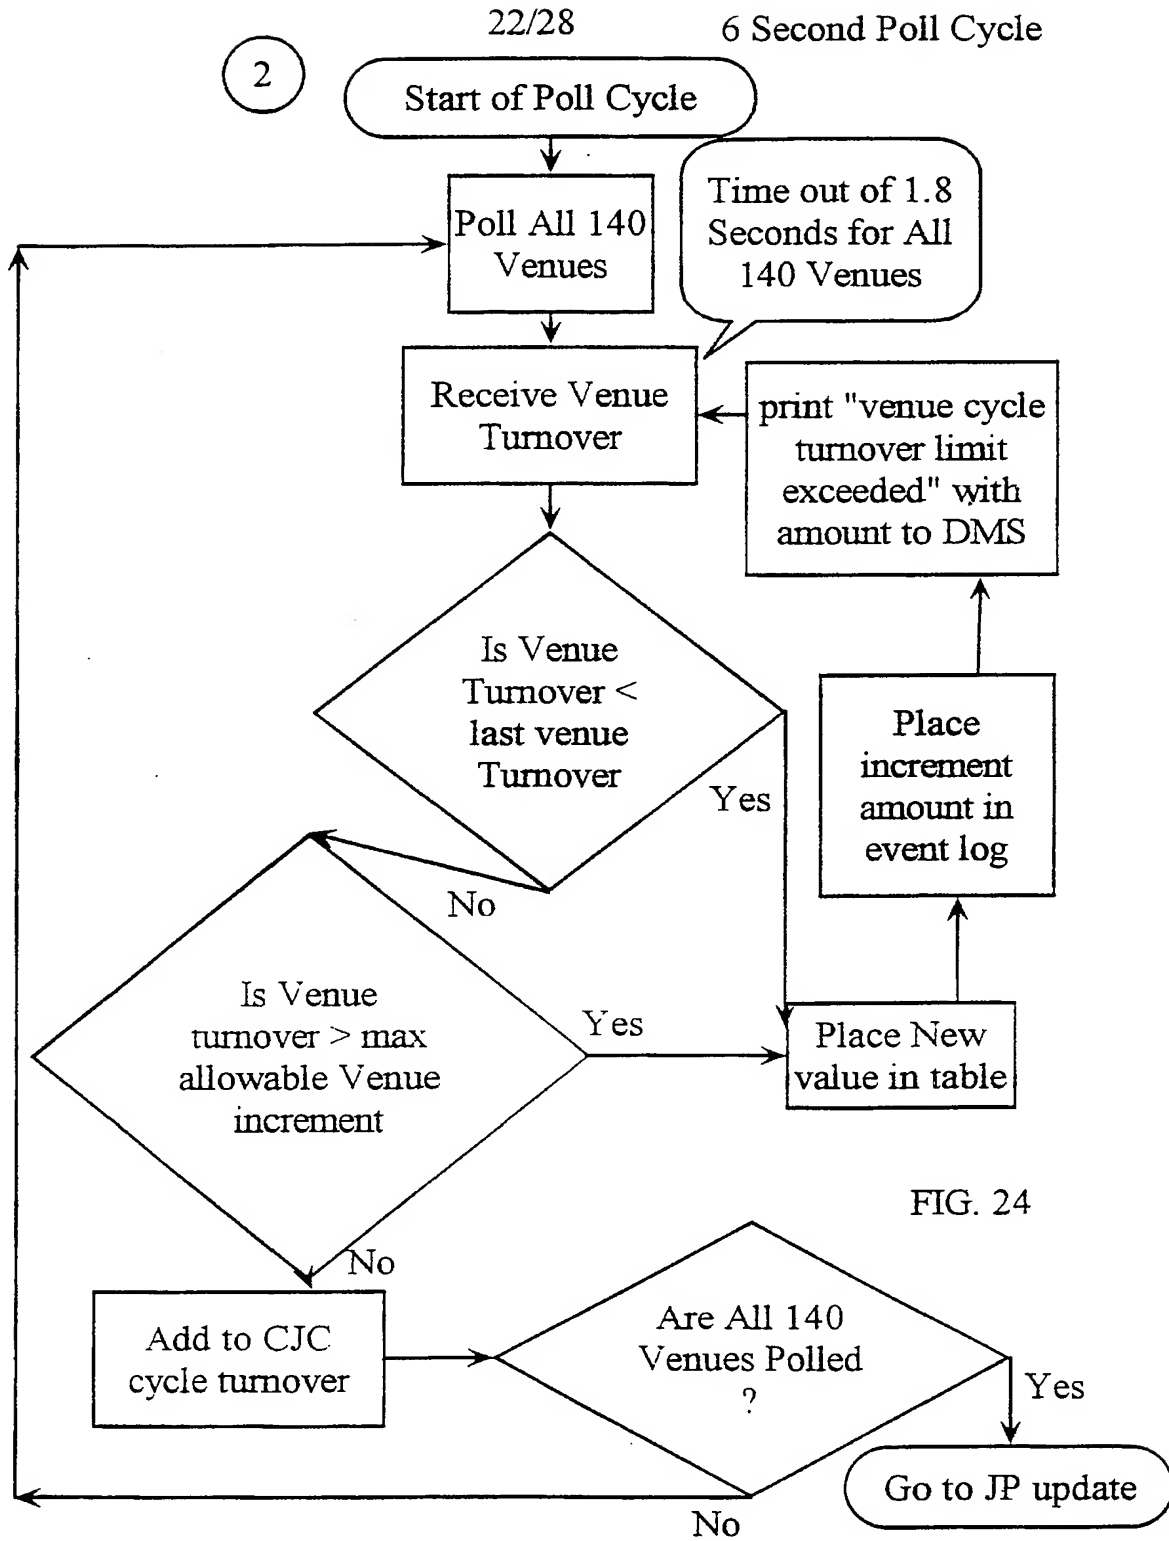 22/28
6 Second Poll Cycle
2
Start of Poll Cycle
Time out of 1.8
Seconds for All
140 Venues
Poll All 140
Venues
Receive Venue
Turnover
print "venue cycle
turnover limit
exceeded" with
amount to DMS
Is Venue
Turnover <
last venue
Turnover
Yes
No
Place
increment
amount in
event log
Is Venue
turnover > max
allowable Venue
increment
Yes
Place New
value in table
No
FIG. 24
Add to CJC
cycle turnover
Are All 140
Venues Polled
?
Yes
Go to JP update
No